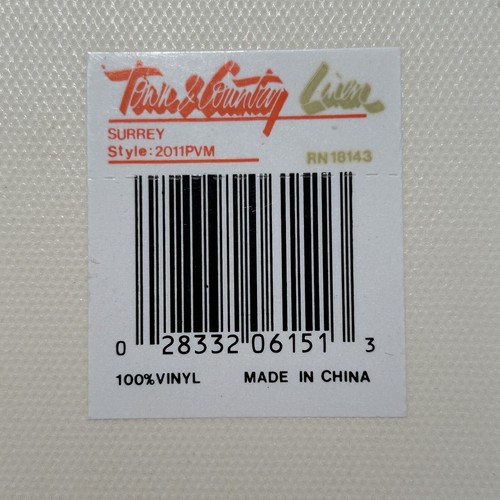 Town & Country Linen
SURREY
Style:2011PVM RN18143
0 28332 06151 3
100%VINYL MADE IN CHINA